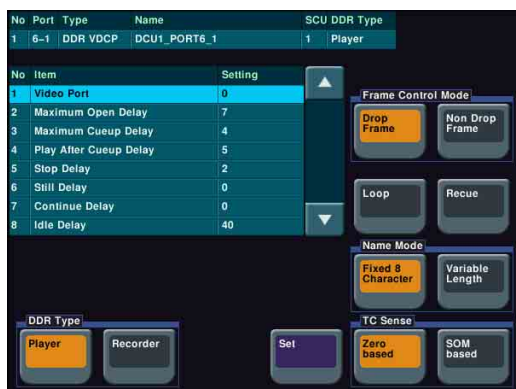 No Port Type Name SCU DDR Type
1 6-1 DDR VDCP DCU1_PORT6_1 1 Player
No Item Setting
1 Video Port 0
2 Maximum Open Delay 7
3 Maximum Cueup Delay 4
4 Play After Cueup Delay 5
5 Stop Delay 2
6 Still Delay 0
7 Continue Delay 0
8 Idle Delay 40
Frame Control Mode
Drop Frame
Non Drop Frame
Loop
Recue
Name Mode
Fixed 8 Character
Variable Length
DDR Type
Player
Recorder
Set
TC Sense
Zero based
SOM based